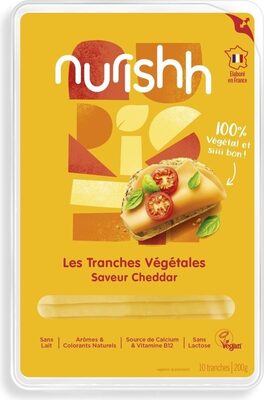 nurishh
Élaboré
en France
100%
Végétal et
siiii bon !
Les Tranches Végétales
Saveur Cheddar
Sans
Lait
Arômes &
Colorants Naturels
Source de Calcium
& Vitamine B12
Sans
Lactose
Vegan
10 tranches | 200g